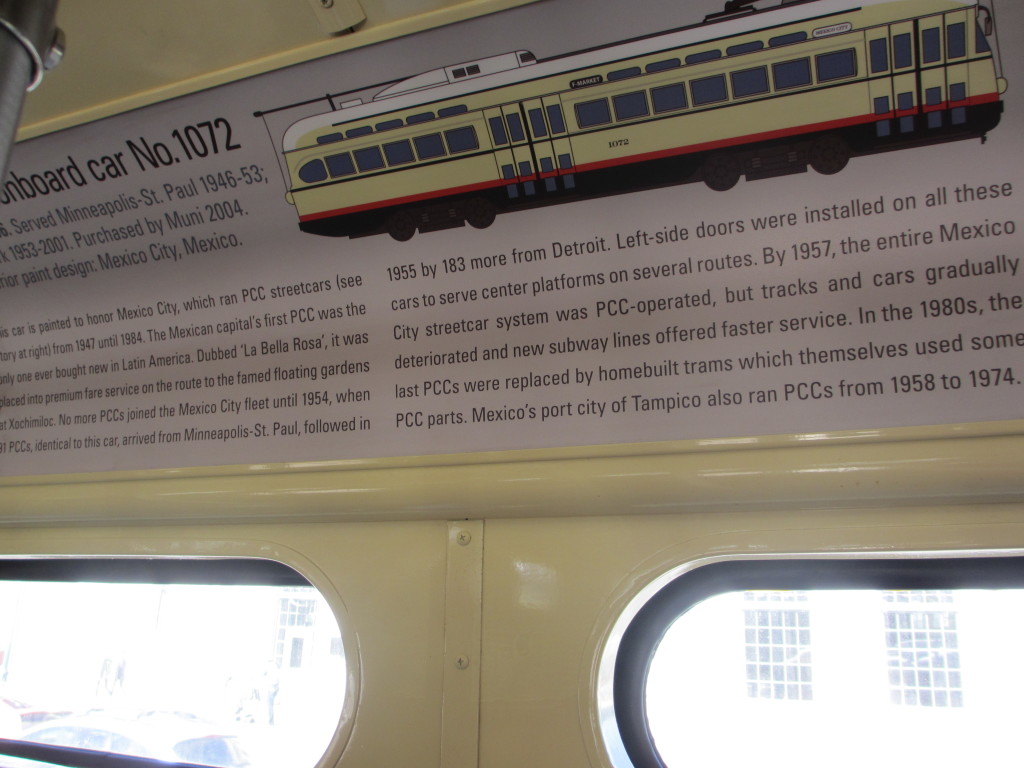 onboard car No.1072
6. Served Minneapolis-St. Paul 1946-53;
k 1953-2001. Purchased by Muni 2004.
rior paint design: Mexico City, Mexico.
is car is painted to honor Mexico City, which ran PCC streetcars (see
tory at right) from 1947 until 1984. The Mexican capital's first PCC was the
only one ever bought new in Latin America. Dubbed 'La Bella Rosa', it was
placed into premium fare service on the route to the famed floating gardens
at Xochimiloc. No more PCCs joined the Mexico City fleet until 1954, when
91 PCCs, identical to this car, arrived from Minneapolis-St. Paul, followed in
F-MARKET
MEXICO CITY
1072
1955 by 183 more from Detroit. Left-side doors were installed on all these
cars to serve center platforms on several routes. By 1957, the entire Mexico
City streetcar system was PCC-operated, but tracks and cars gradually
deteriorated and new subway lines offered faster service. In the 1980s, the
last PCCs were replaced by homebuilt trams which themselves used some
PCC parts. Mexico's port city of Tampico also ran PCCs from 1958 to 1974.